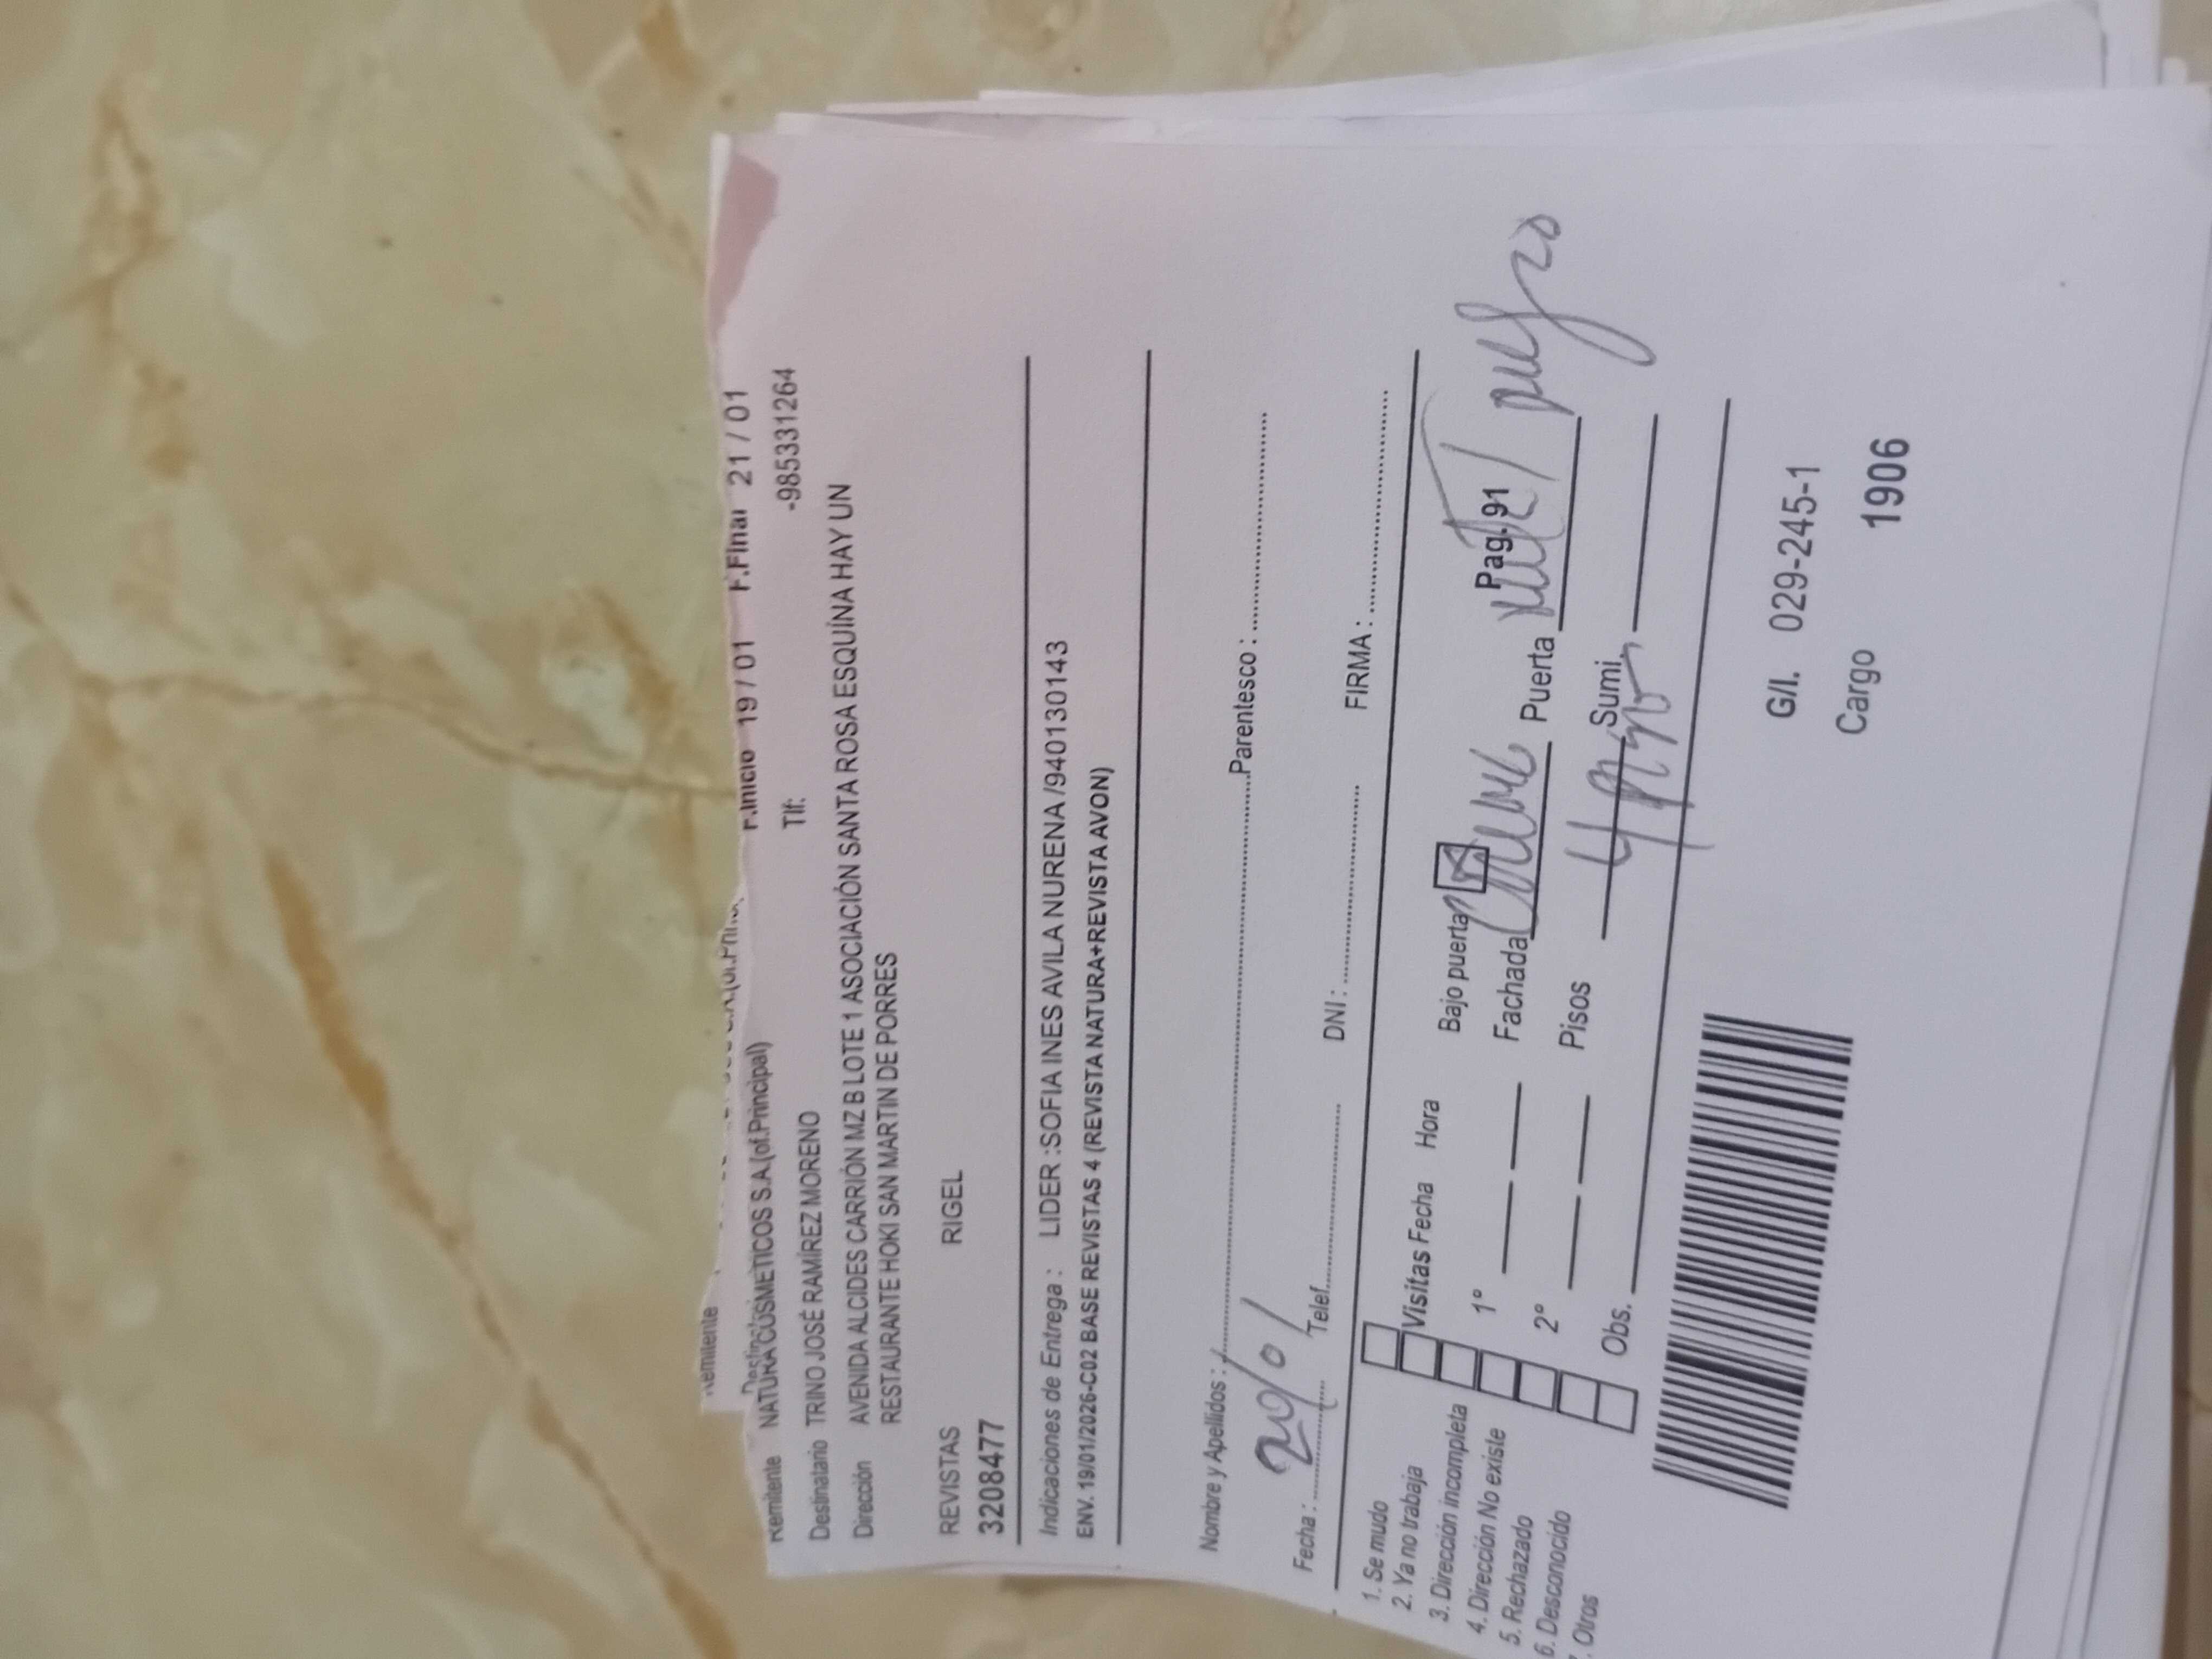 Remitente
F.Inicio 19 / 01 F.Final 21 / 01
Remitente NATURA COSMETICOS S.A.(of.Principal) Tlf: -985331264
Destinatario TRINO JOSÉ RAMÍREZ MORENO
Dirección AVENIDA ALCIDES CARRIÓN MZ B LOTE 1 ASOCIACIÓN SANTA ROSA ESQUÍNA HAY UN
RESTAURANTE HOKI SAN MARTIN DE PORRES
REVISTAS RIGEL
3208477
Indicaciones de Entrega : LIDER :SOFIA INES AVILA NURENA /940130143
ENV. 19/01/2026-C02 BASE REVISTAS 4 (REVISTA NATURA+REVISTA AVON)
Nombre y Apellidos : Parentesco :
Fecha : Telef. DNI : FIRMA :
1. Se mudo
2. Ya no trabaja
3. Dirección incompleta
4. Dirección No existe
5. Rechazado
6. Desconocido
7. Otros
Visitas Fecha Hora Bajo puerta Pag. 91
1º Fachada Puerta
2º Pisos 4 Sumi.
Obs.
G/I. 029-245-1
Cargo 1906